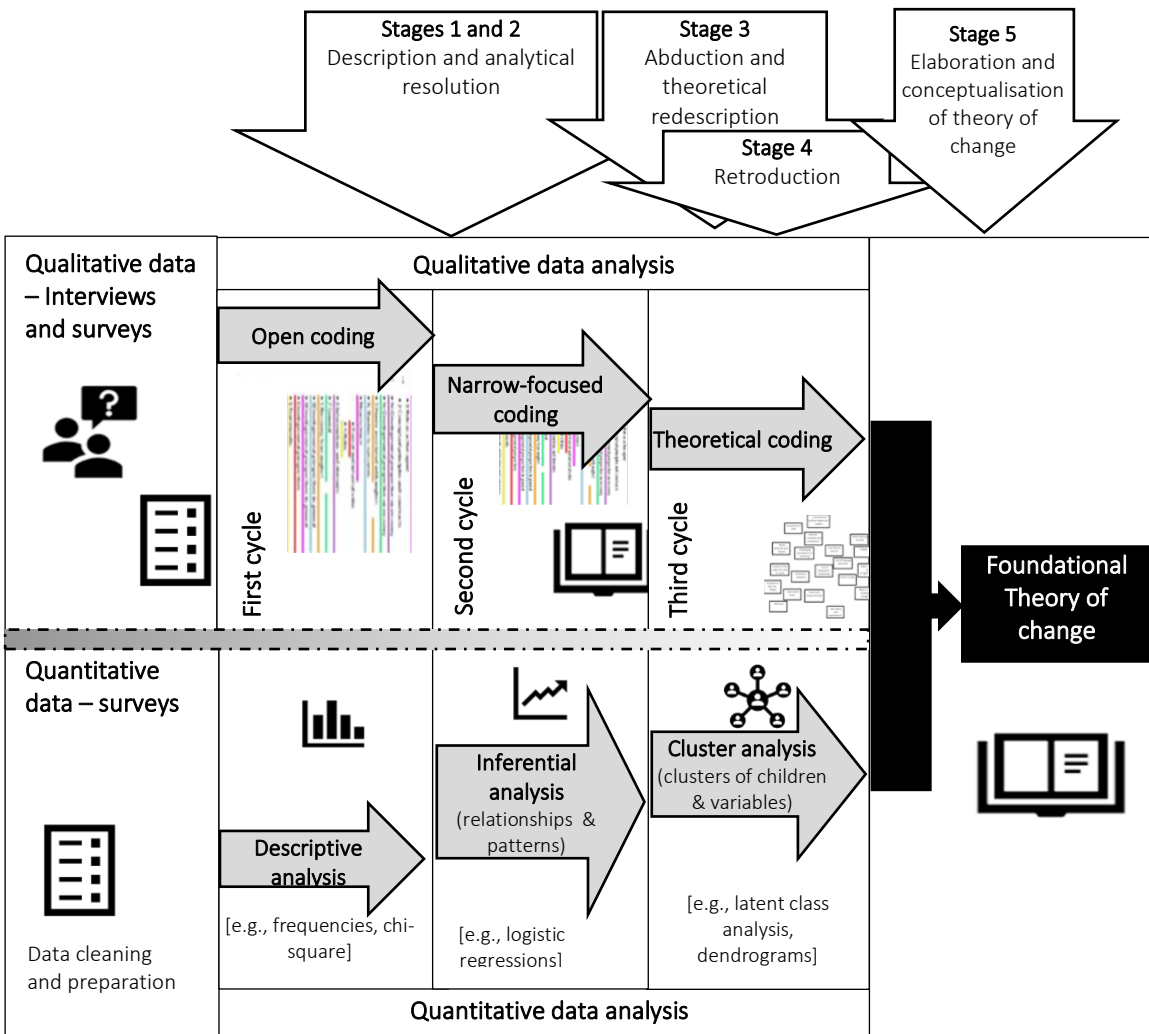 Stages 1 and 2
Description and analytical
resolution
Stage 3
Abduction and
theoretical
redescription
Stage 4
Retroduction
Stage 5
Elaboration and
conceptualisation
of theory of
change
Qualitative data
– Interviews
and surveys
Qualitative data analysis
Open coding
Narrow-focused
coding
Theoretical coding
First cycle
Second cycle
Third cycle
Foundational
Theory of
change
Quantitative
data – surveys
Data cleaning
and preparation
Descriptive
analysis
[e.g., frequencies, chi-
square]
Inferential
analysis
(relationships &
patterns)
[e.g., logistic
regressions]
Cluster analysis
(clusters of children
& variables)
[e.g., latent class
analysis,
dendrograms]
Quantitative data analysis